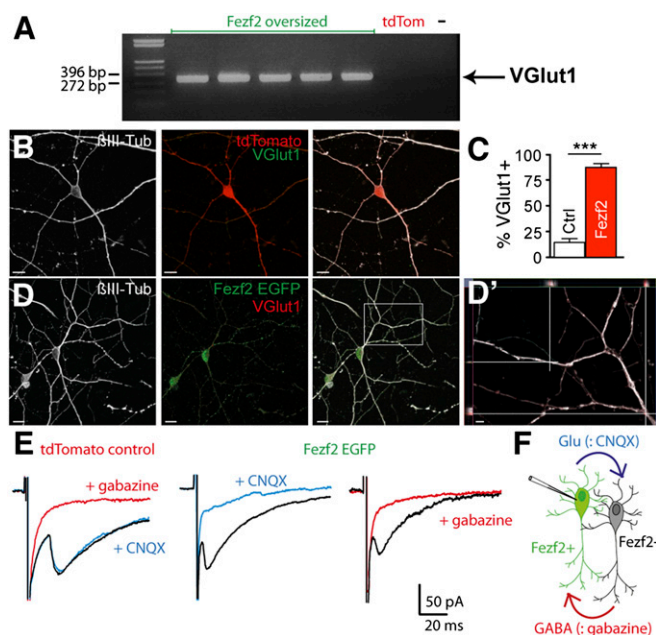 A
Fezf2 oversized
tdTom
–
396 bp
272 bp
VGlut1
B
ßIII-Tub
tdTomato
VGlut1
C
***
% VGlut1+
100
75
50
25
0
Ctrl
Fezf2
D
ßIII-Tub
Fezf2 EGFP
VGlut1
D'
E
tdTomato control
Fezf2 EGFP
+ gabazine
+ CNQX
+ CNQX
+ gabazine
50 pA
20 ms
F
Glu (: CNQX)
Fezf2+
Fezf2-
GABA (: gabazine)